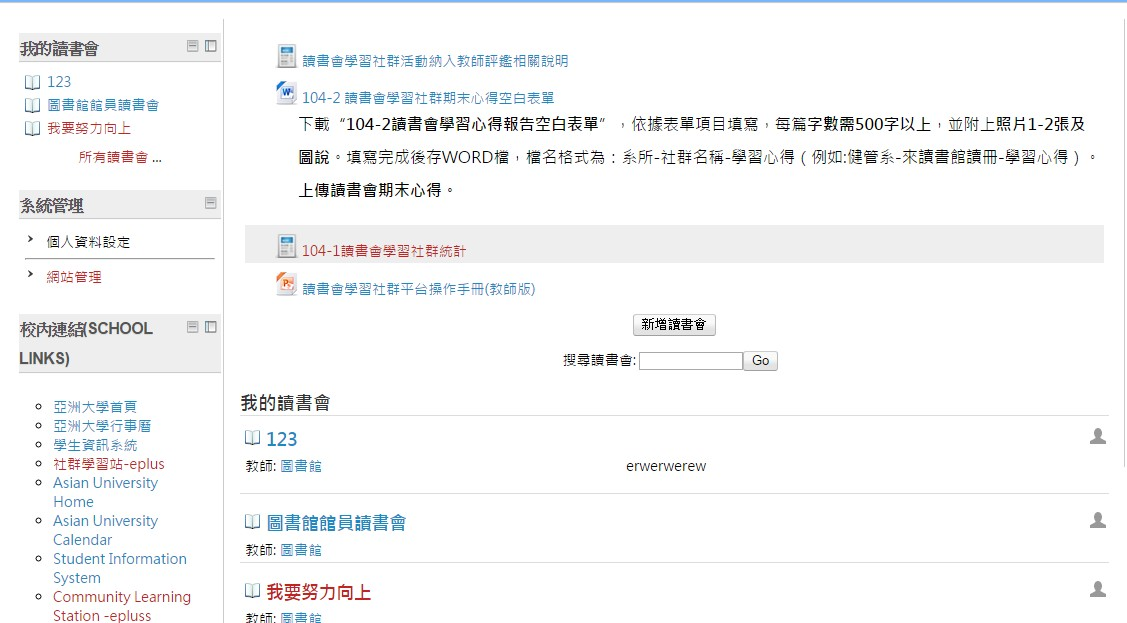 我的讀書會
123
圖書館館員讀書會
我要努力向上
所有讀書會 ...
系統管理
個人資料設定
網站管理
校內連結(SCHOOL
LINKS)
亞洲大學首頁
亞洲大學行事曆
學生資訊系統
社群學習站-eplus
Asian University
Home
Asian University
Calendar
Student Information
System
Community Learning
Station -epluss
讀書會學習社群活動納入教師評鑑相關說明
104-2 讀書會學習社群期末心得空白表單
下載“104-2讀書會學習心得報告空白表單”，依據表單項目填寫，每篇字數需500字以上，並附上照片1-2張及
圖說。填寫完成後存WORD檔，檔名格式為：系所-社群名稱-學習心得（例如:健管系-來讀書館讀冊-學習心得）。
上傳讀書會期末心得。
104-1讀書會學習社群統計
讀書會學習社群平台操作手冊(教師版)
新增讀書會
搜尋讀書會: Go
我的讀書會
123
教師: 圖書館 erwerwerew
圖書館館員讀書會
教師: 圖書館
我要努力向上
教師: 圖書館